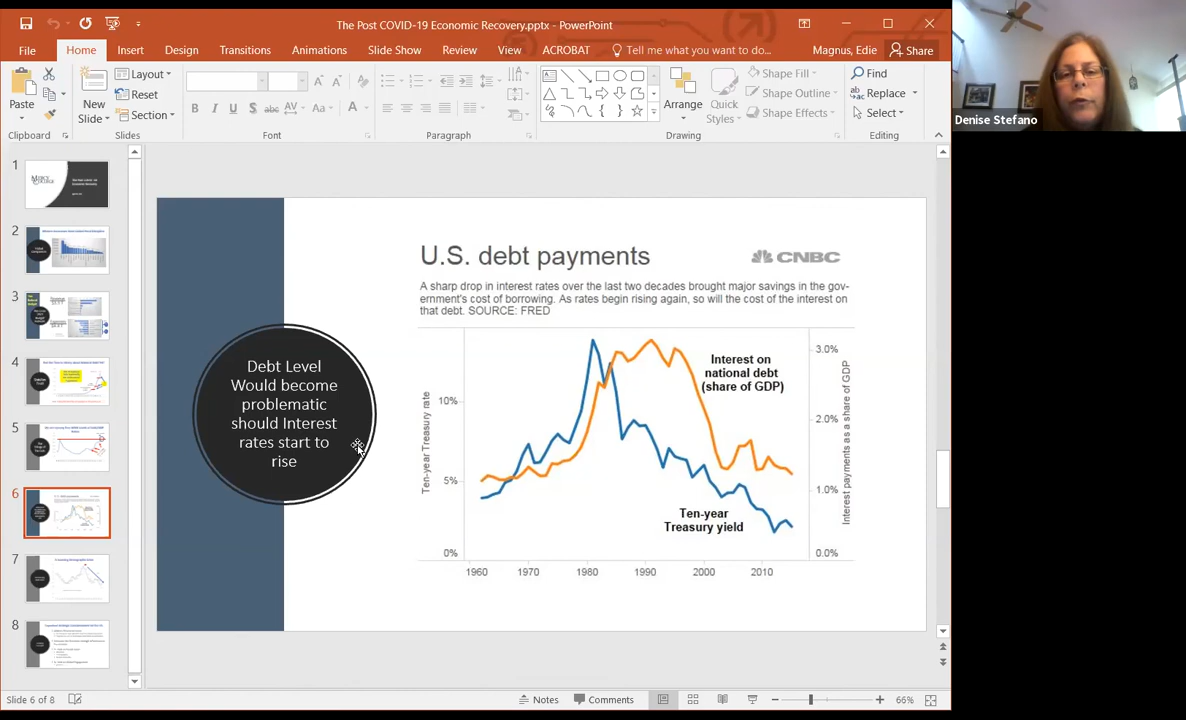 The Post COVID-19 Economic Recovery.pptx - PowerPoint
File Home Insert Design Transitions Animations Slide Show Review View ACROBAT Tell me what you want to do... Magnus, Edie Share
Paste
New
Slide
Layout
Reset
Section
B I U S abc AV Aa A
Arrange
Quick
Styles
Shape Fill
Shape Outline
Shape Effects
Find
Replace
Select
Clipboard Slides Font Paragraph Drawing Editing
Denise Stefano
1
2
3
4
5
6
7
8
Debt Level
Would become
problematic
should Interest
rates start to
rise
U.S. debt payments
CNBC
A sharp drop in interest rates over the last two decades brought major savings in the gov-
ernment's cost of borrowing. As rates begin rising again, so will the cost of the interest on
that debt. SOURCE: FRED
Ten-year Treasury rate
10%
5%
0%
Interest on
national debt
(share of GDP)
Ten-year
Treasury yield
3.0%
2.0%
1.0%
0.0%
Interest payments as a share of GDP
1960 1970 1980 1990 2000 2010
Slide 6 of 8 Notes Comments 66%